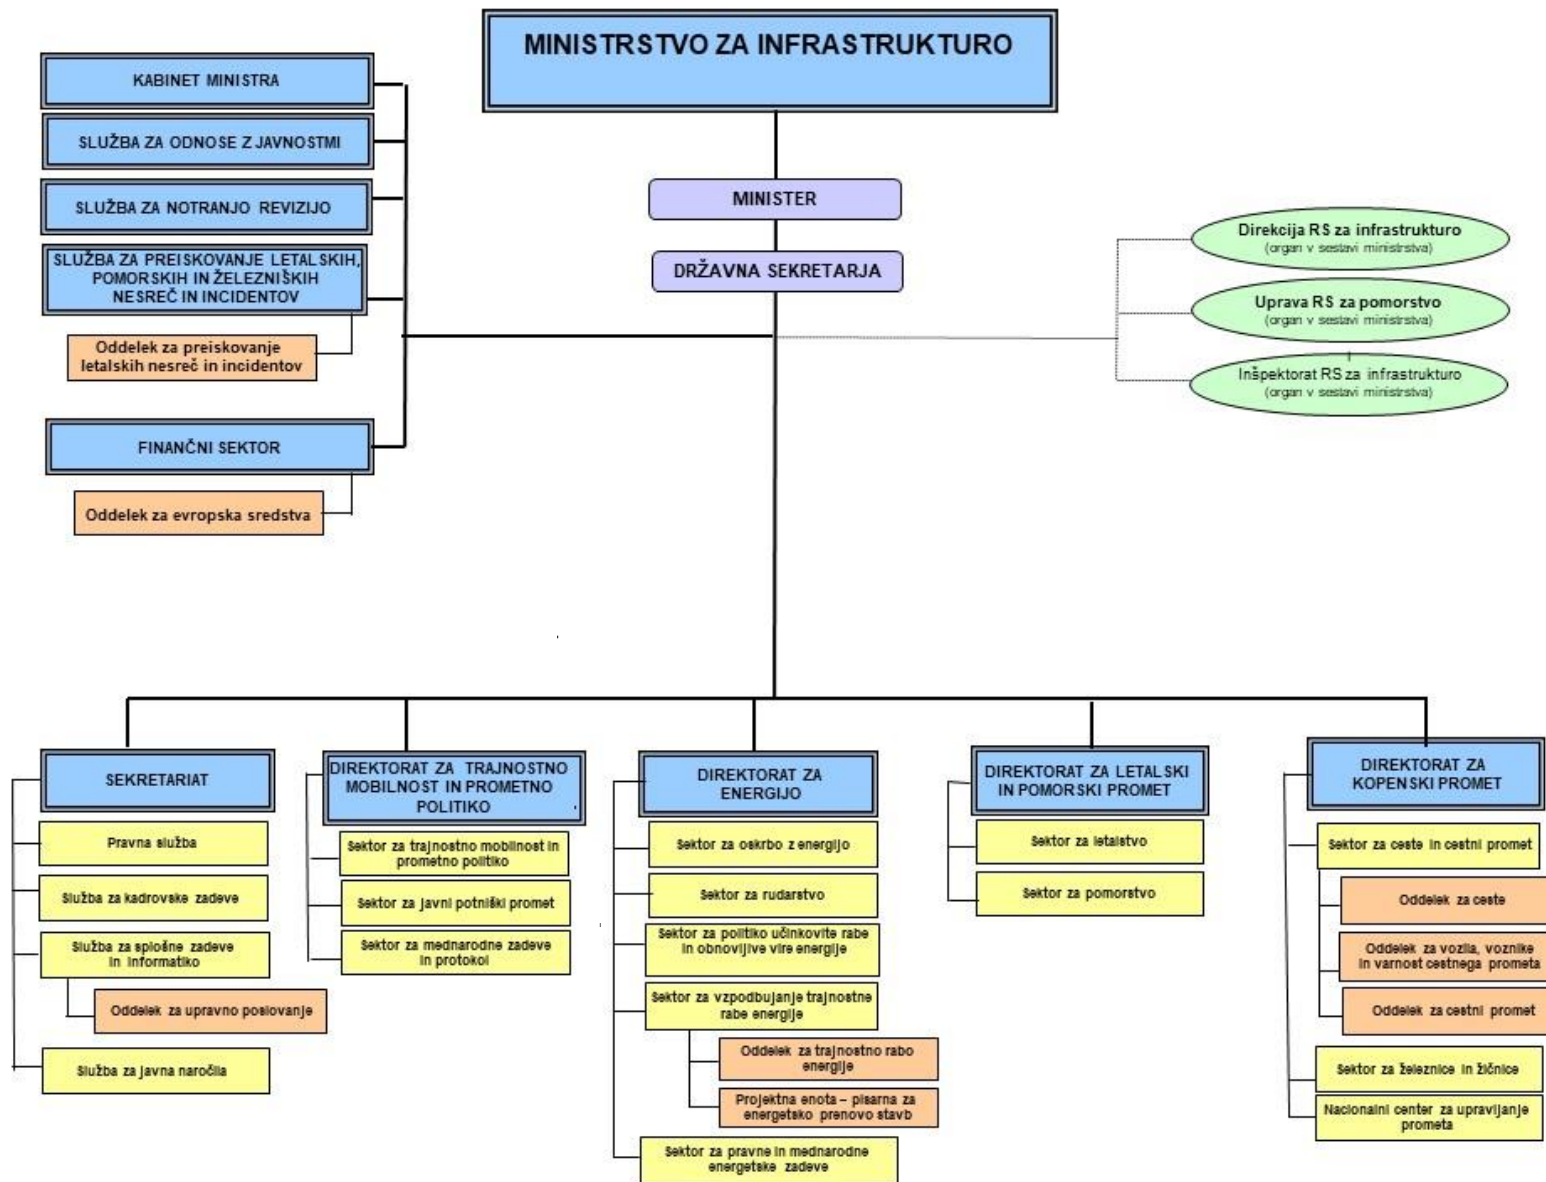 MINISTRSTVO ZA INFRASTRUKTURO
KABINET MINISTRA
SLUŽBA ZA ODNOSE Z JAVNOSTMI
SLUŽBA ZA NOTRANJO REVIZIJO
SLUŽBA ZA PREISKOVANJE LETALSKIH,
POMORSKIH IN ŽELEZNIŠKIH
NESREČ IN INCIDENTOV
Oddelek za preiskovanje
letalskih nesreč in incidentov
FINANČNI SEKTOR
Oddelek za evropska sredstva
MINISTER
DRŽAVNA SEKRETARJA
Direkcija RS za infrastrukturo
(organ v sestavi ministrstva)
Uprava RS za pomorstvo
(organ v sestavi ministrstva)
Inšpektorat RS za infrastrukturo
(organ v sestavi ministrstva)
SEKRETARIAT
Pravna služba
Služba za kadrovske zadeve
Služba za splošne zadeve
in informatiko
Oddelek za upravno poslovanje
Služba za javna naročila
DIREKTORAT ZA TRAJNOSTNO
MOBILNOST IN PROMETNO
POLITIKO
Sektor za trajnostno mobilnost in
prometno politiko
Sektor za javni potniški promet
Sektor za mednarodne zadeve
in protokol
DIREKTORAT ZA
ENERGIJO
Sektor za oskrbo z energijo
Sektor za rudarstvo
Sektor za politiko učinkovite rabe
in obnovljive vire energije
Sektor za vzpodbujanje trajnostne
rabe energije
Oddelek za trajnostno rabo
energije
Projektna enota – pisarna za
energetsko prenovo stavb
Sektor za pravne in mednarodne
energetske zadeve
DIREKTORAT ZA LETALSKI
IN POMORSKI PROMET
Sektor za letalstvo
Sektor za pomorstvo
DIREKTORAT ZA
KOPENSKI PROMET
Sektor za ceste in cestni promet
Oddelek za ceste
Oddelek za vozila, voznike
in varnost cestnega prometa
Oddelek za cestni promet
Sektor za železnice in žičnice
Nacionalni center za upravljanje
prometa